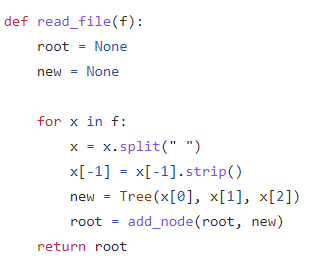 def read_file(f):
    root = None
    new = None

    for x in f:
        x = x.split(" ")
        x[-1] = x[-1].strip()
        new = Tree(x[0], x[1], x[2])
        root = add_node(root, new)
    return root